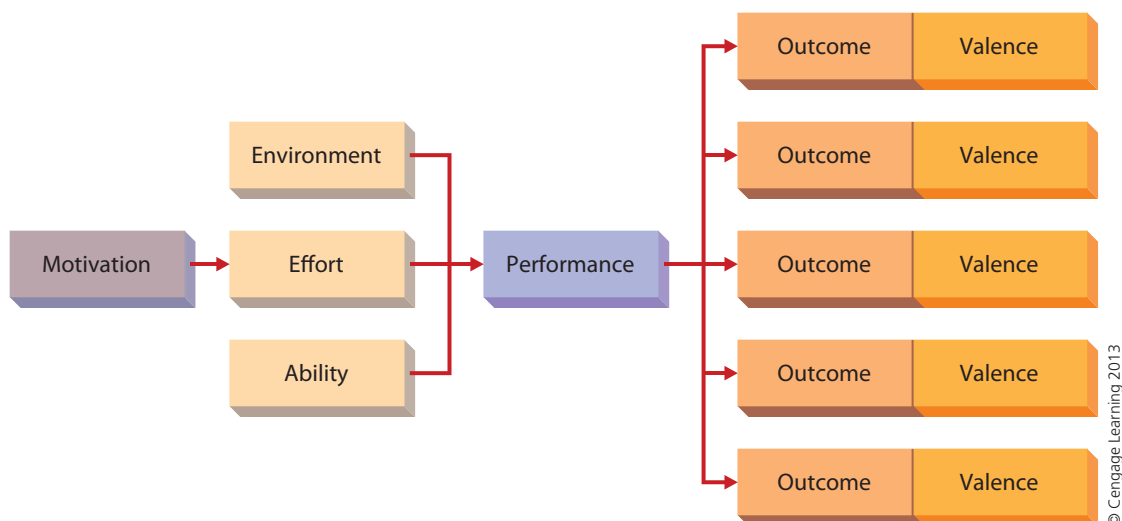 Outcome Valence
Environment
Outcome Valence
Motivation
Effort
Performance
Outcome Valence
Ability
Outcome Valence
Outcome Valence
© Cengage Learning 2013